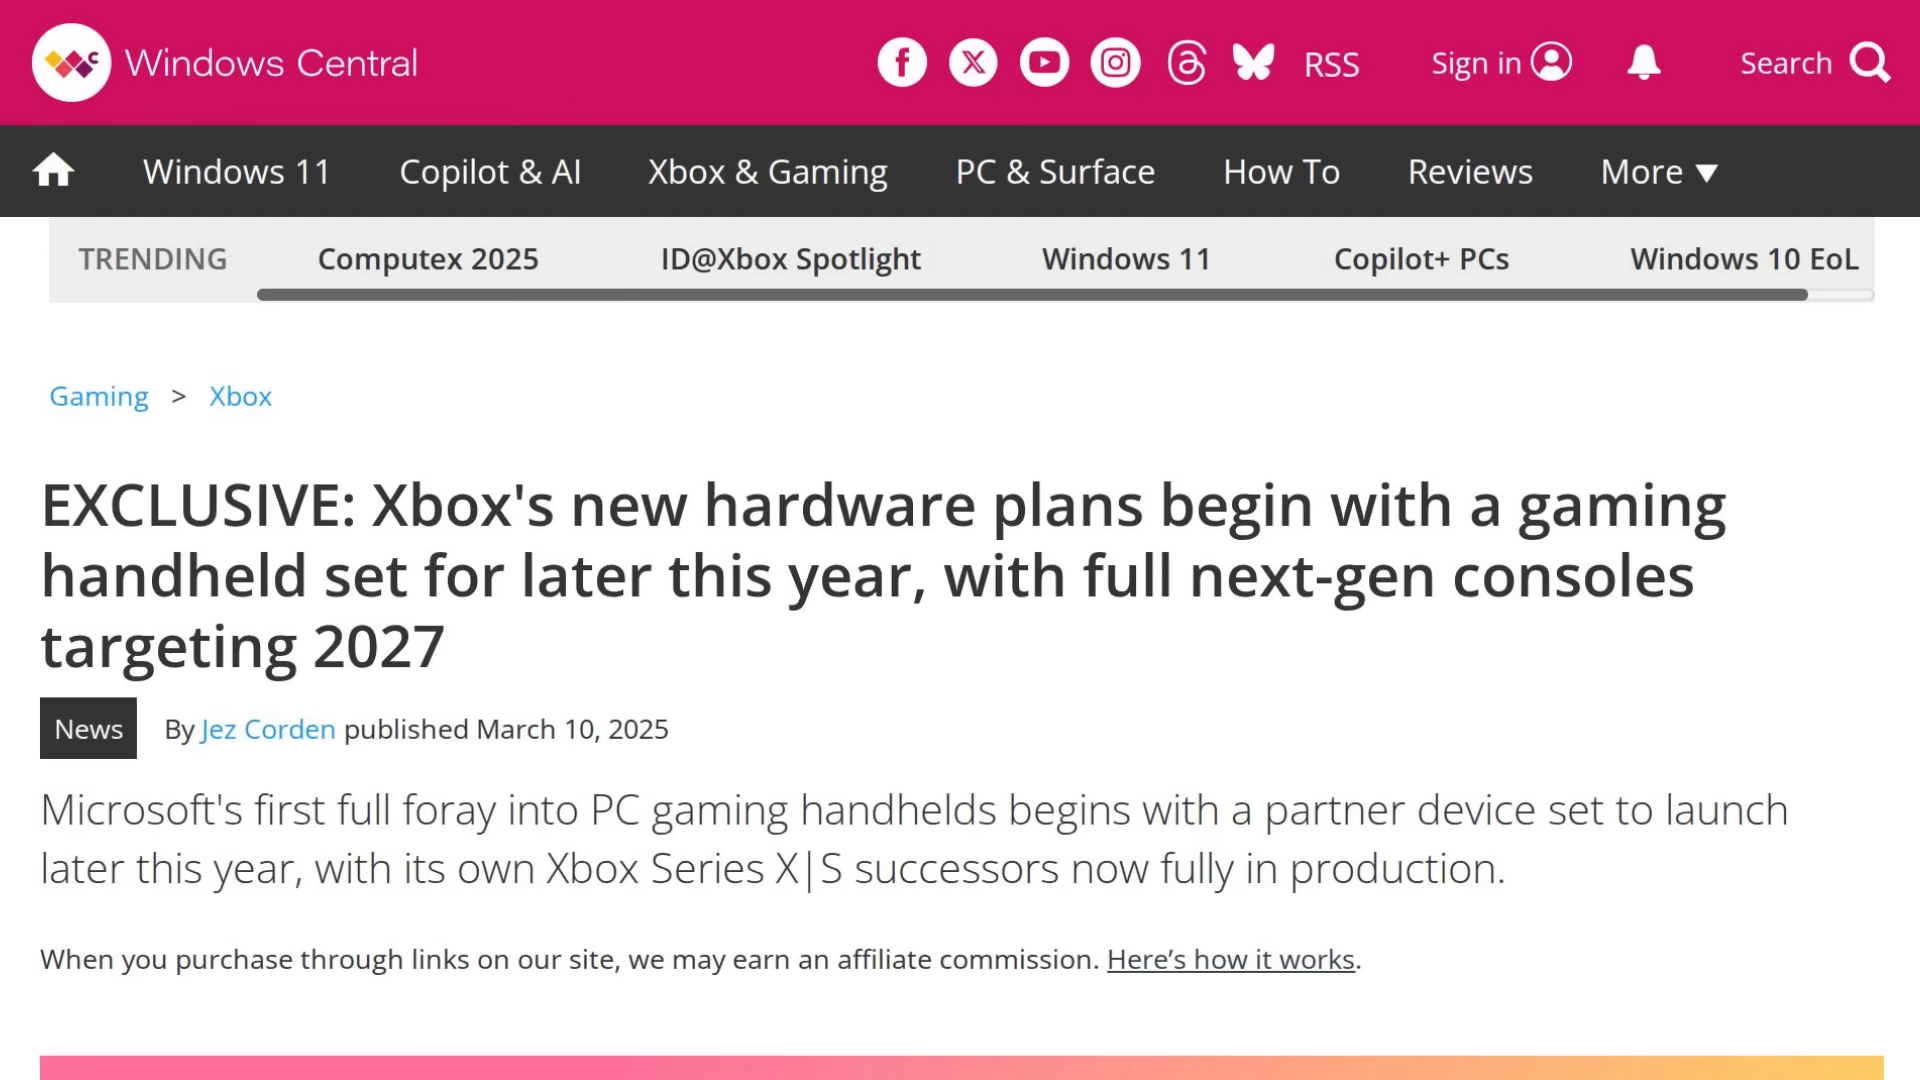 Windows Central
RSS Sign in Search
Windows 11 Copilot & AI Xbox & Gaming PC & Surface How To Reviews More ▼
TRENDING Computex 2025 ID@Xbox Spotlight Windows 11 Copilot+ PCs Windows 10 EoL
Gaming > Xbox
EXCLUSIVE: Xbox's new hardware plans begin with a gaming
handheld set for later this year, with full next-gen consoles
targeting 2027
News By Jez Corden published March 10, 2025
Microsoft's first full foray into PC gaming handhelds begins with a partner device set to launch
later this year, with its own Xbox Series X|S successors now fully in production.
When you purchase through links on our site, we may earn an affiliate commission. Here’s how it works.